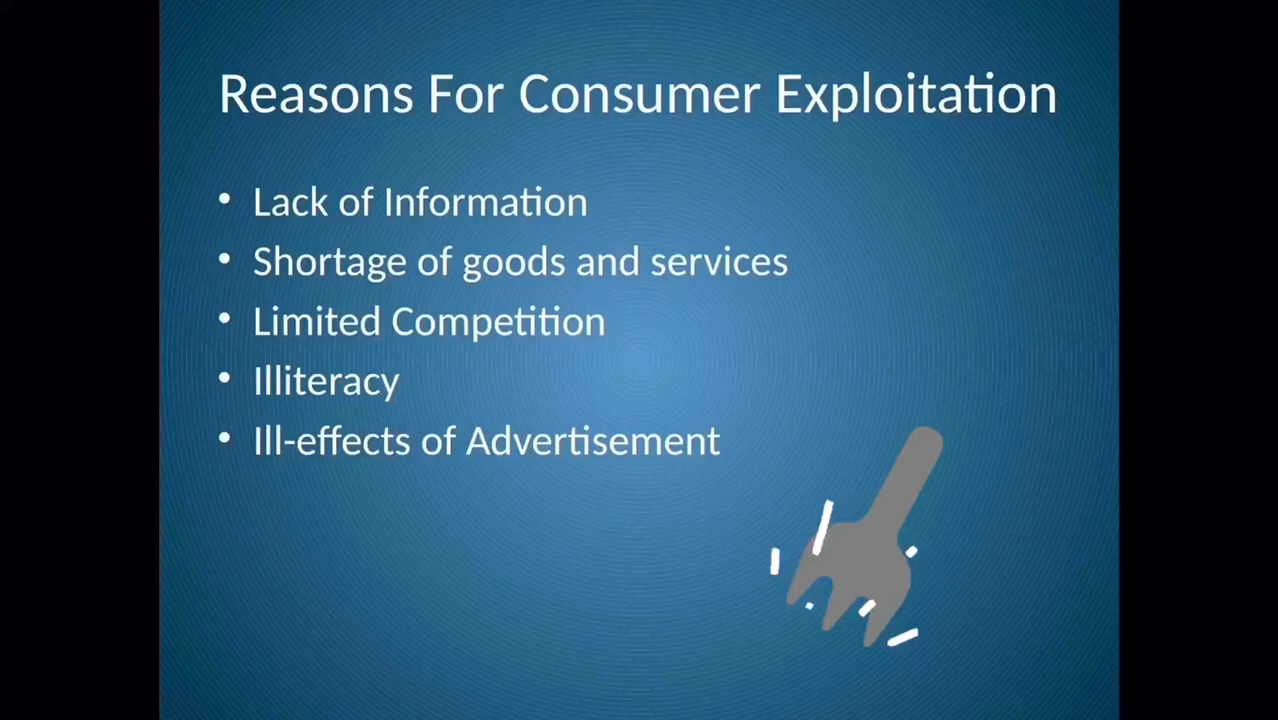 Reasons For Consumer Exploitation
• Lack of Information
• Shortage of goods and services
• Limited Competition
• Illiteracy
• Ill-effects of Advertisement